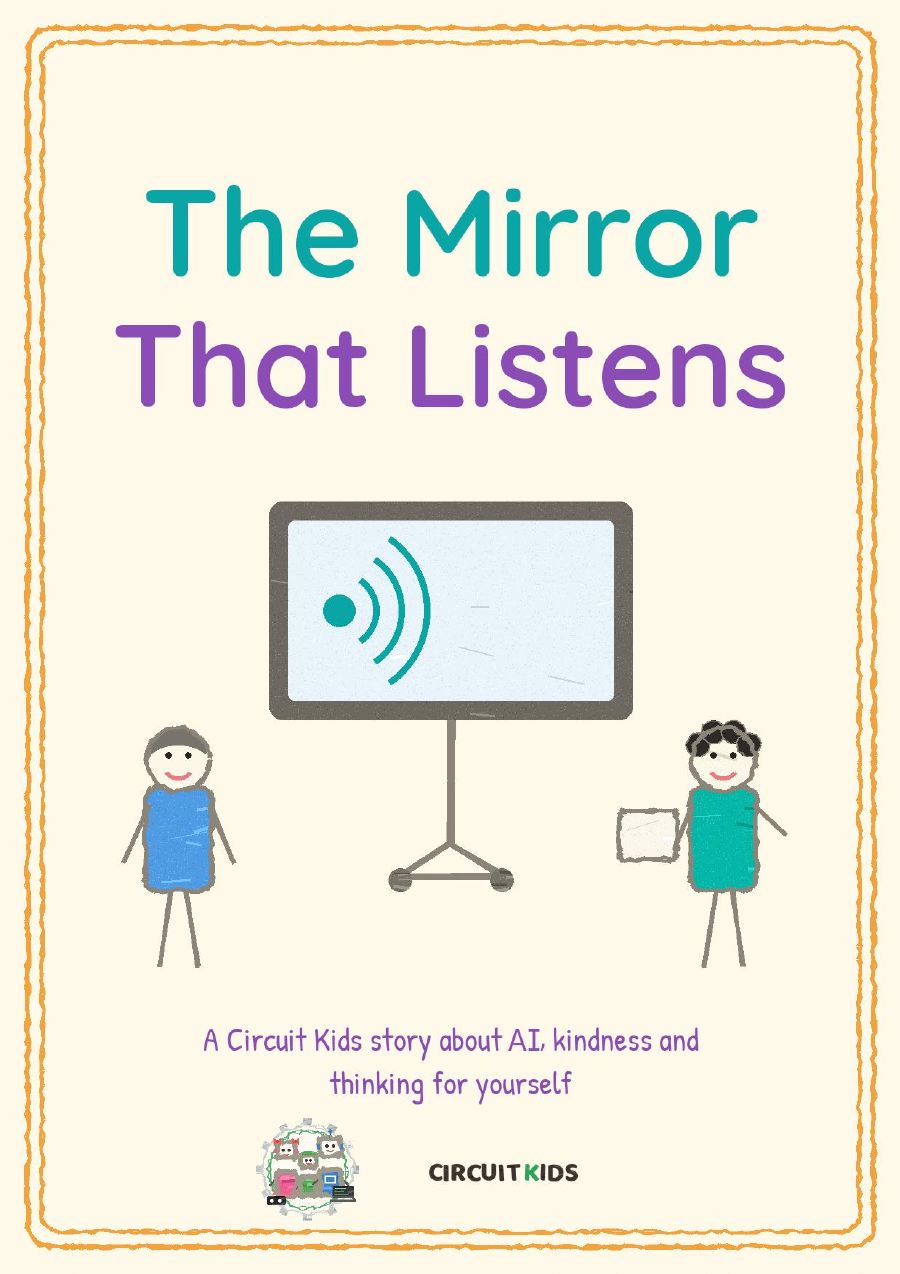 The Mirror
That Listens
A Circuit Kids story about AI, kindness and
thinking for yourself
CIRCUIT KIDS